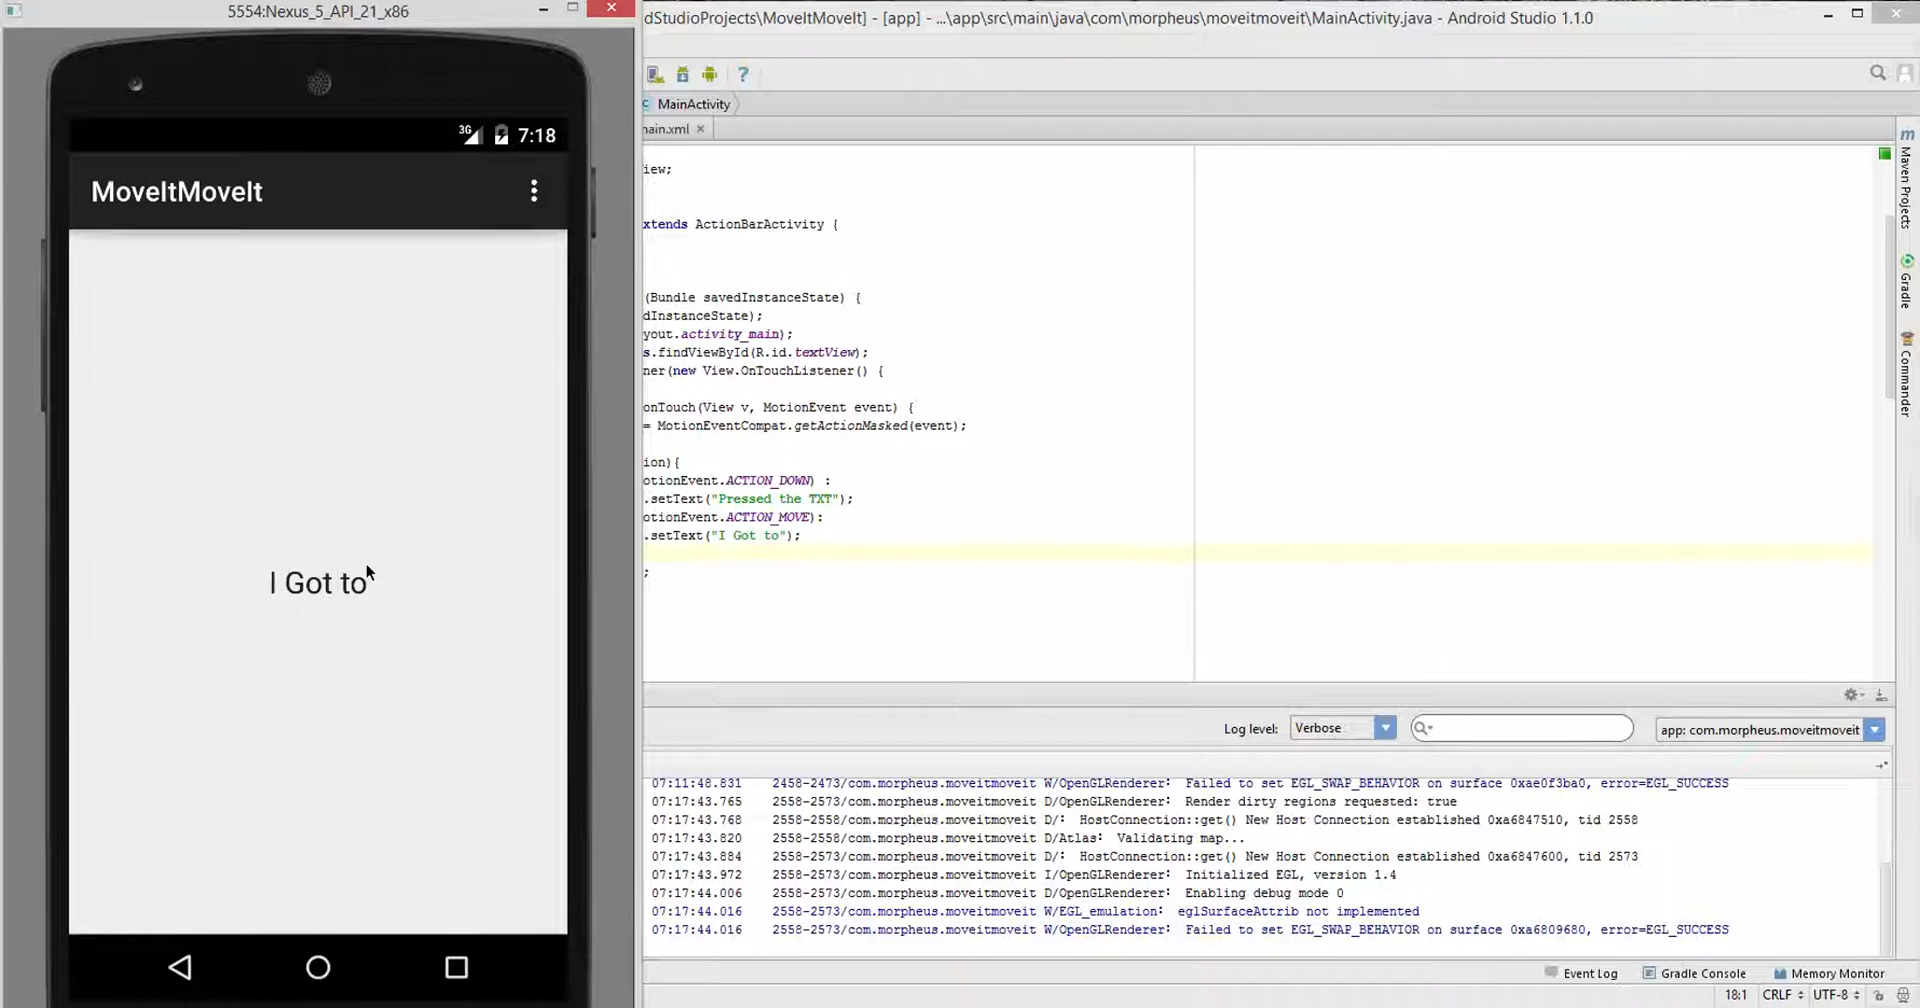 5554:Nexus_5_API_21_x86
3G 7:18
MoveItMoveIt
I Got to
dStudioProjects\MoveItMoveIt] - [app] - ...\app\src\main\java\com\morpheus\moveitmoveit\MainActivity.java - Android Studio 1.1.0
?
MainActivity
main.xml ×
iew;
xtends ActionBarActivity {
(Bundle savedInstanceState) {
dInstanceState);
yout.activity_main);
s.findViewById(R.id.textView);
ner(new View.OnTouchListener() {
onTouch(View v, MotionEvent event) {
= MotionEventCompat.getActionMasked(event);
ion){
otionEvent.ACTION_DOWN) :
.setText("Pressed the TXT");
otionEvent.ACTION_MOVE):
.setText("I Got to");
;
m Maven Projects
Gradle
Commander
Log level: Verbose
app: com.morpheus.moveitmoveit
07:11:48.831 2458-2473/com.morpheus.moveitmoveit W/OpenGLRenderer: Failed to set EGL_SWAP_BEHAVIOR on surface 0xae0f3ba0, error=EGL_SUCCESS
07:17:43.765 2558-2573/com.morpheus.moveitmoveit D/OpenGLRenderer: Render dirty regions requested: true
07:17:43.768 2558-2558/com.morpheus.moveitmoveit D/: HostConnection::get() New Host Connection established 0xa6847510, tid 2558
07:17:43.820 2558-2558/com.morpheus.moveitmoveit D/Atlas: Validating map...
07:17:43.884 2558-2573/com.morpheus.moveitmoveit D/: HostConnection::get() New Host Connection established 0xa6847600, tid 2573
07:17:43.972 2558-2573/com.morpheus.moveitmoveit I/OpenGLRenderer: Initialized EGL, version 1.4
07:17:44.006 2558-2573/com.morpheus.moveitmoveit D/OpenGLRenderer: Enabling debug mode 0
07:17:44.016 2558-2573/com.morpheus.moveitmoveit W/EGL_emulation: eglSurfaceAttrib not implemented
07:17:44.016 2558-2573/com.morpheus.moveitmoveit W/OpenGLRenderer: Failed to set EGL_SWAP_BEHAVIOR on surface 0xa6809680, error=EGL_SUCCESS
Event Log Gradle Console Memory Monitor
18:1 CRLF UTF-8